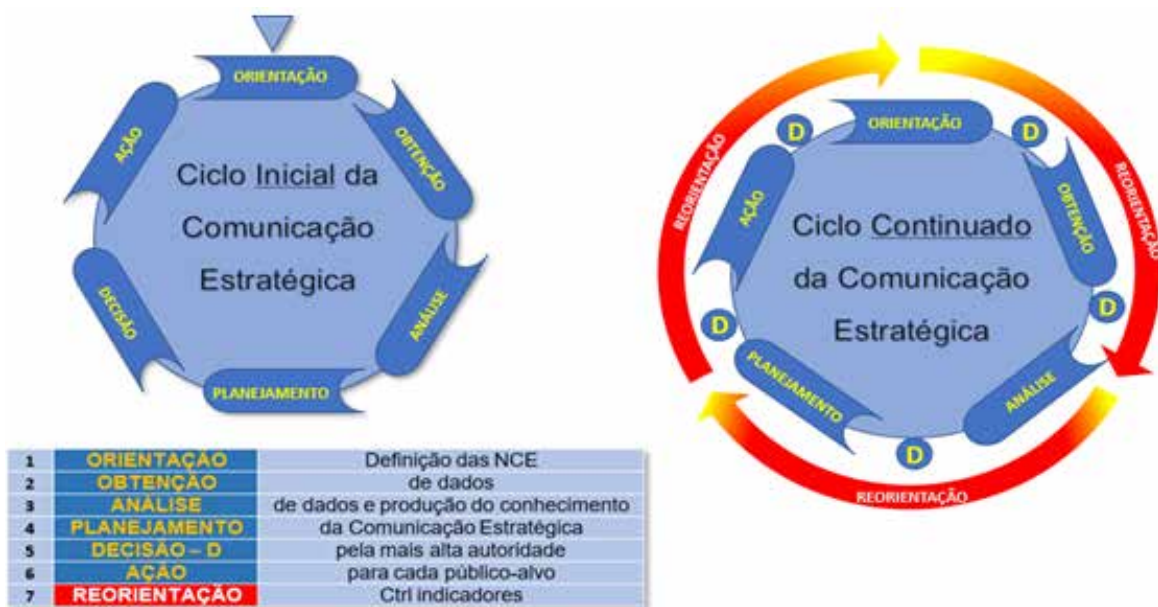 ORIENTAÇÃO
OBTENÇÃO
ANÁLISE
PLANEJAMENTO
DECISÃO
AÇÃO
Ciclo Inicial da
Comunicação
Estratégica
ORIENTAÇÃO
D
OBTENÇÃO
D
ANÁLISE
D
PLANEJAMENTO
D
AÇÃO
D
Ciclo Continuado
da Comunicação
Estratégica
REORIENTAÇÃO
REORIENTAÇÃO
REORIENTAÇÃO
1 ORIENTAÇÃO Definição das NCE
2 OBTENÇÃO de dados
3 ANÁLISE de dados e produção do conhecimento
4 PLANEJAMENTO da Comunicação Estratégica
5 DECISÃO – D pela mais alta autoridade
6 AÇÃO para cada público-alvo
7 REORIENTAÇÃO Ctrl indicadores